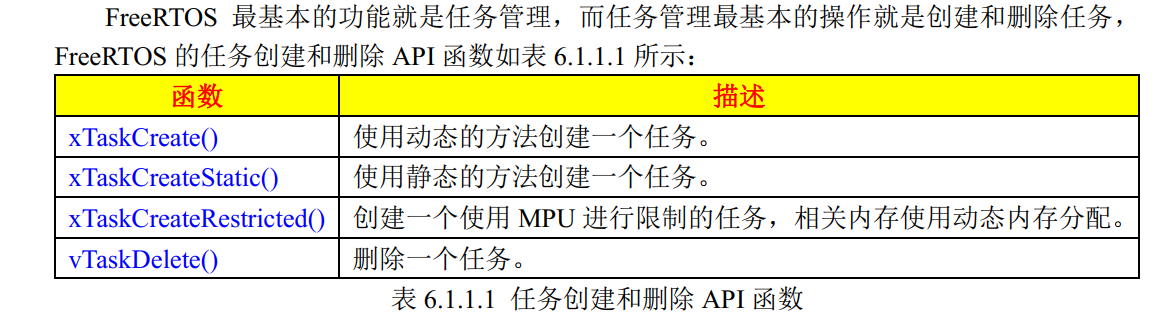 FreeRTOS 最基本的功能就是任务管理，而任务管理最基本的操作就是创建和删除任务，
FreeRTOS 的任务创建和删除 API 函数如表 6.1.1.1 所示：
函数 描述
xTaskCreate() 使用动态的方法创建一个任务。
xTaskCreateStatic() 使用静态的方法创建一个任务。
xTaskCreateRestricted() 创建一个使用 MPU 进行限制的任务，相关内存使用动态内存分配。
vTaskDelete() 删除一个任务。
表 6.1.1.1 任务创建和删除 API 函数